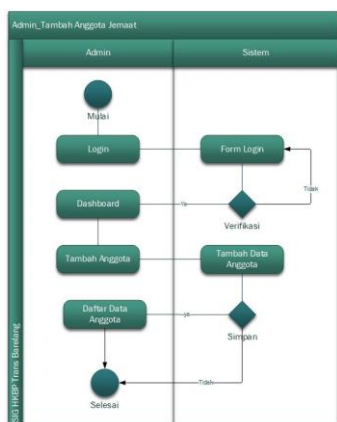 Admin_Tambah Anggota Jemaat
Admin
Sistem
Mulai
Login
Form Login
Tidak
Dashboard
Ya
Verifikasi
Tambah Anggota
Tambah Data
Anggota
Daftar Data
Anggota
ya
Simpan
Tidak
Selesai
SIG HKBP Trans Barelang